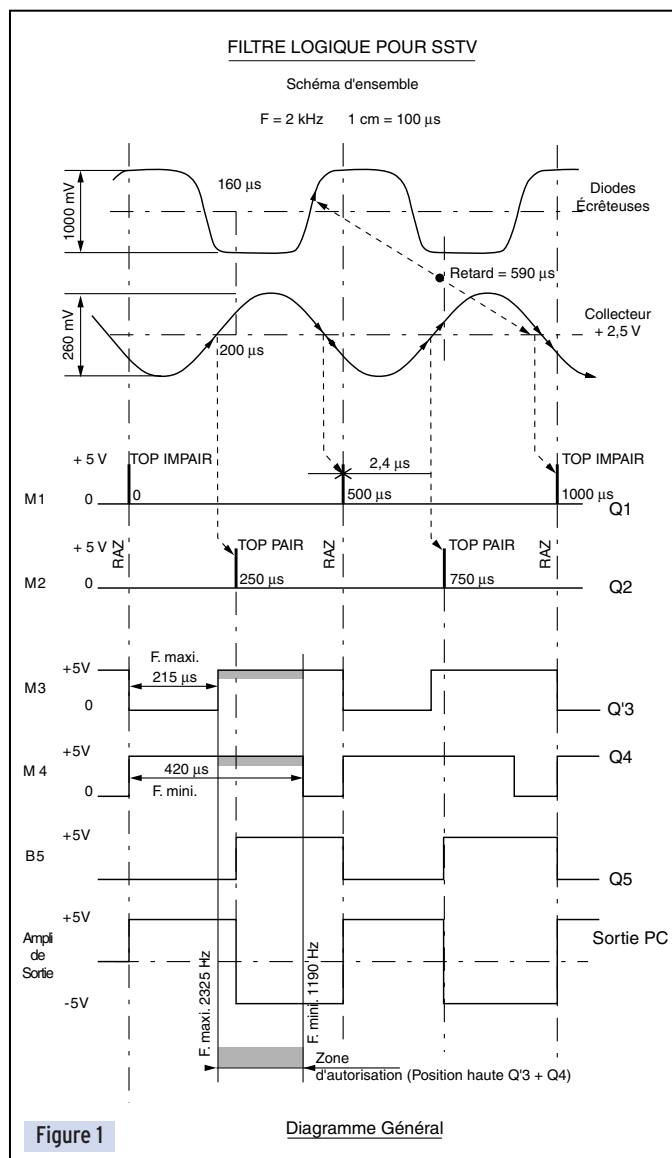 FILTRE LOGIQUE POUR SSTV
Schéma d'ensemble
F = 2 kHz 1 cm = 100 µs
1000 mV
160 µs
Diodes
Écrêteuses
Retard = 590 µs
260 mV
200 µs
Collecteur
+ 2,5 V
+ 5 V
TOP IMPAIR
2,4 µs
TOP IMPAIR
M1
0
0
500 µs
1000 µs
Q1
RAZ
RAZ
RAZ
+ 5 V
TOP PAIR
TOP PAIR
M2
0
250 µs
750 µs
Q2
+5V
F. maxi.
215 µs
M3
0
Q'3
+5V
Q4
M 4
420 µs
0
F. mini.
+5V
B5
0
Q5
+5V
Sortie PC
Ampli
de
Sortie
-5V
F. maxi. 2325 Hz
F. mini. 1190 Hz
Zone
d'autorisation (Position haute Q'3 + Q4)
Figure 1
Diagramme Général